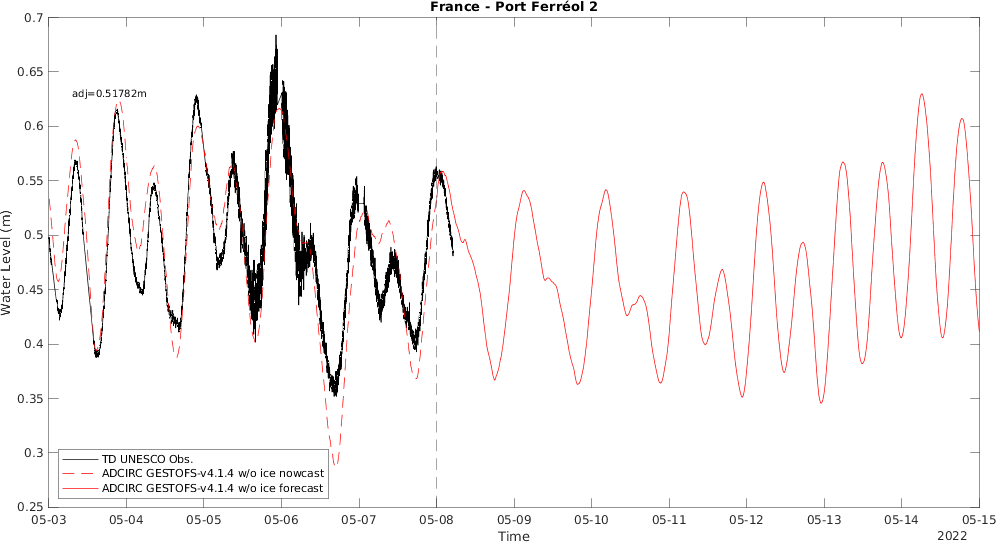 France - Port Ferréol 2
0.7
0.65
0.6
0.55
0.5
0.45
0.4
0.35
0.3
0.25
Water Level (m)
adj=0.51782m
TD UNESCO Obs.
ADCIRC GESTOFS-v4.1.4 w/o ice nowcast
ADCIRC GESTOFS-v4.1.4 w/o ice forecast
05-03 05-04 05-05 05-06 05-07 05-08 05-09 05-10 05-11 05-12 05-13 05-14 05-15
Time
2022